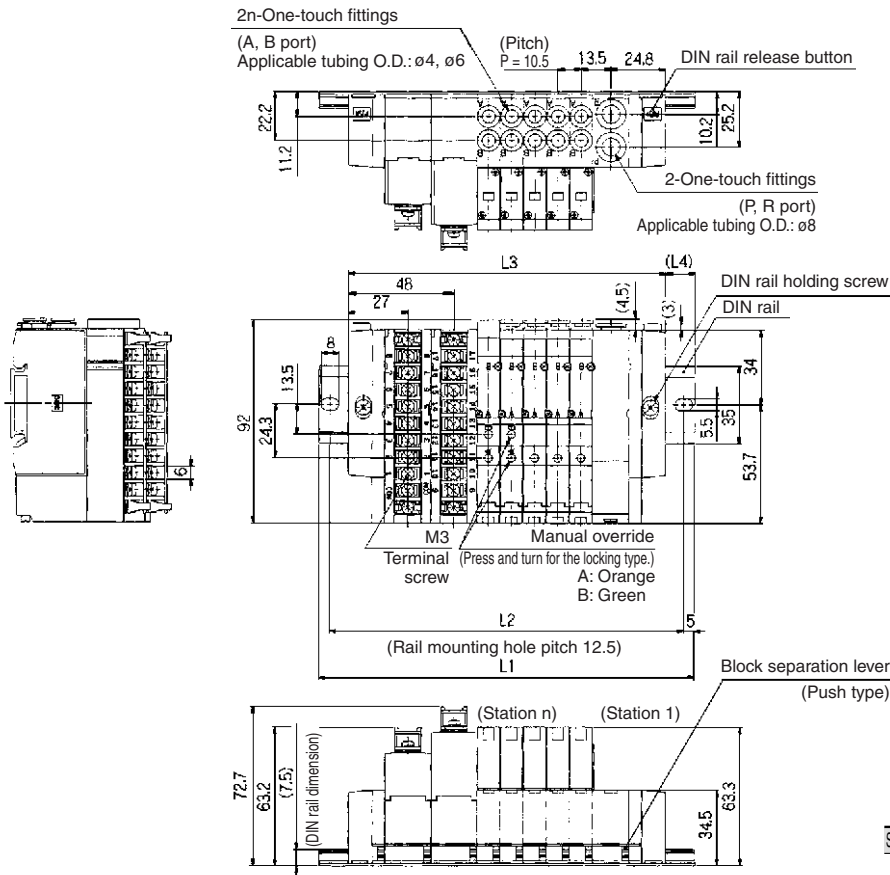 2n-One-touch fittings
(A, B port)
Applicable tubing O.D.: ø4, ø6
(Pitch)
P = 10.5
13.5
24.8
DIN rail release button
22.2
11.2
10.2
25.2
2-One-touch fittings
(P, R port)
Applicable tubing O.D.: ø8
L3
(L4)
48
27
(4.5)
(3)
DIN rail holding screw
DIN rail
8
13.5
24.3
92
34
35
5.5
53.7
6
M3
Terminal
screw
Manual override
(Press and turn for the locking type.)
A: Orange
B: Green
L2
5
(Rail mounting hole pitch 12.5)
L1
Block separation lever
(Push type)
(Station n)
(Station 1)
72.7
63.2
(7.5)
(DIN rail dimension)
34.5
63.3